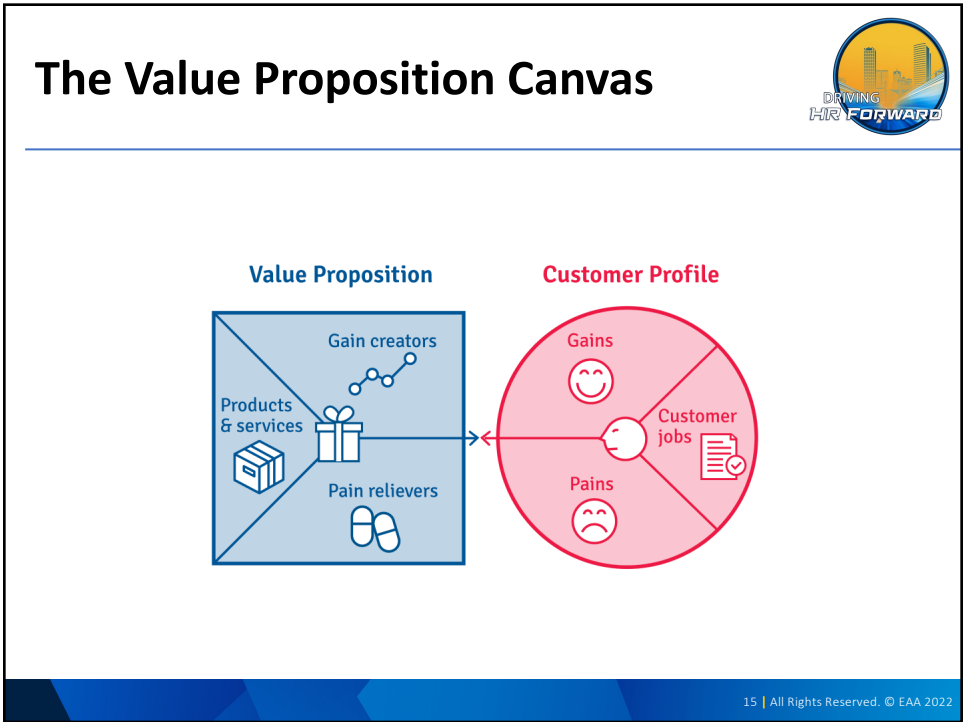 The Value Proposition Canvas
DRIVING
HR FORWARD
Value Proposition
Customer Profile
Gain creators
Products
& services
Pain relievers
Gains
Customer
jobs
Pains
15 | All Rights Reserved. © EAA 2022